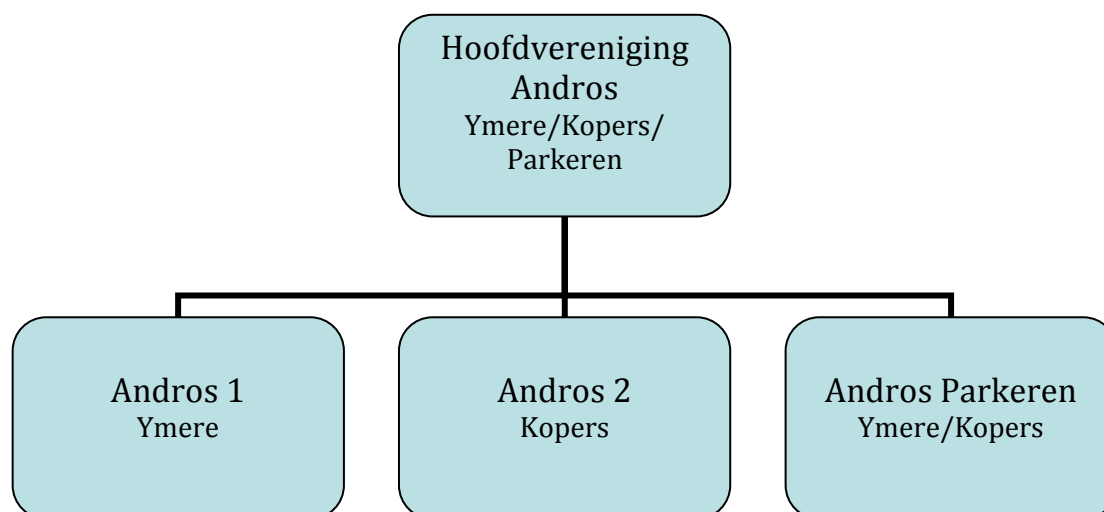 Hoofdvereniging
Andros
Ymere/Kopers/
Parkeren
Andros 1
Ymere
Andros 2
Kopers
Andros Parkeren
Ymere/Kopers